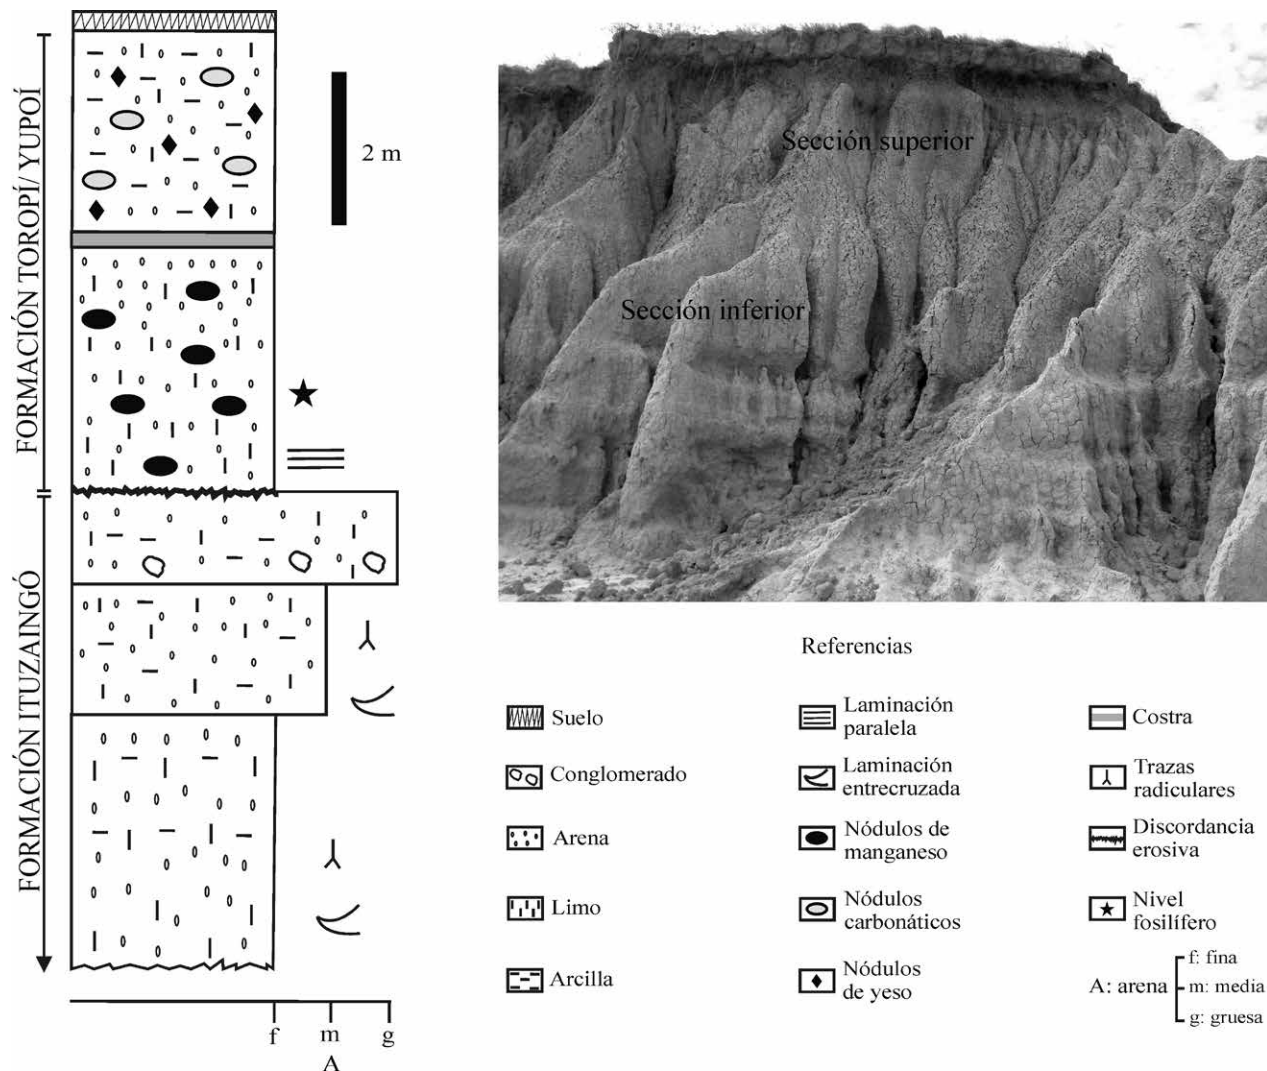 FORMACIÓN TOROPÍ/ YUPOÍ
FORMACIÓN ITUZAINGÓ
2 m
f
m
g
A
Sección superior
Sección inferior
Referencias
Suelo
Conglomerado
Arena
Limo
Arcilla
Laminación
paralela
Laminación
entrecruzada
Nódulos de
manganeso
Nódulos
carbonáticos
Nódulos
de yeso
Costra
Trazas
radiculares
Discordancia
erosiva
Nivel
fosilífero
A: arena
f: fina
m: media
g: gruesa